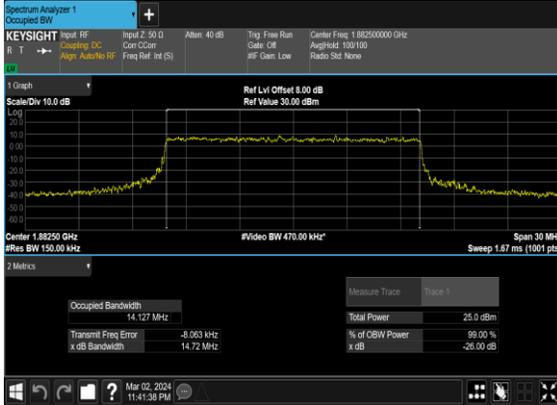 Spectrum Analyzer 1
Occupied BW
+
KEYSIGHT Input: RF Input Z: 50 Ω Atten: 40 dB Trig: Free Run Center Freq: 1.882500000 GHz
R T Coupling: DC Corr CCorr Gate: Off Avg|Hold: 100/100
Align: Auto/No RF Freq Ref: Int (S) #IF Gain: Low Radio Std: None
1 Graph
Ref Lvl Offset 8.00 dB
Scale/Div 10.0 dB Ref Value 30.00 dBm
Log
20.0
10.0
0.00
-10.0
-20.0
-30.0
-40.0
-50.0
-60.0
Center 1.88250 GHz #Video BW 470.00 kHz* Span 30 MH
#Res BW 150.00 kHz Sweep 1.67 ms (1001 pts
2 Metrics
Measure Trace Trace 1
Occupied Bandwidth
14.127 MHz Total Power 25.0 dBm
Transmit Freq Error -8.063 kHz % of OBW Power 99.00 %
x dB Bandwidth 14.72 MHz x dB -26.00 dB
? Mar 02, 2024
11:41:38 PM